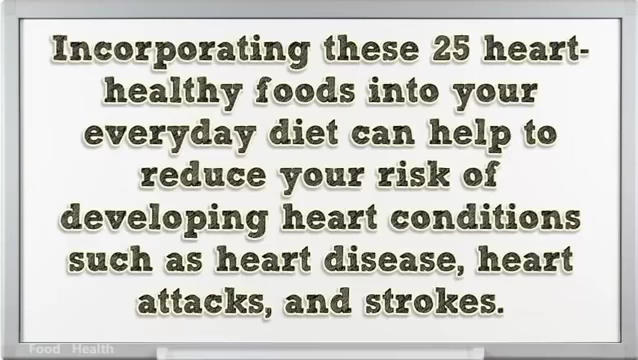 Incorporating these 25 heart-
healthy foods into your
everyday diet can help to
reduce your risk of
developing heart conditions
such as heart disease, heart
attacks, and strokes.
Food Health